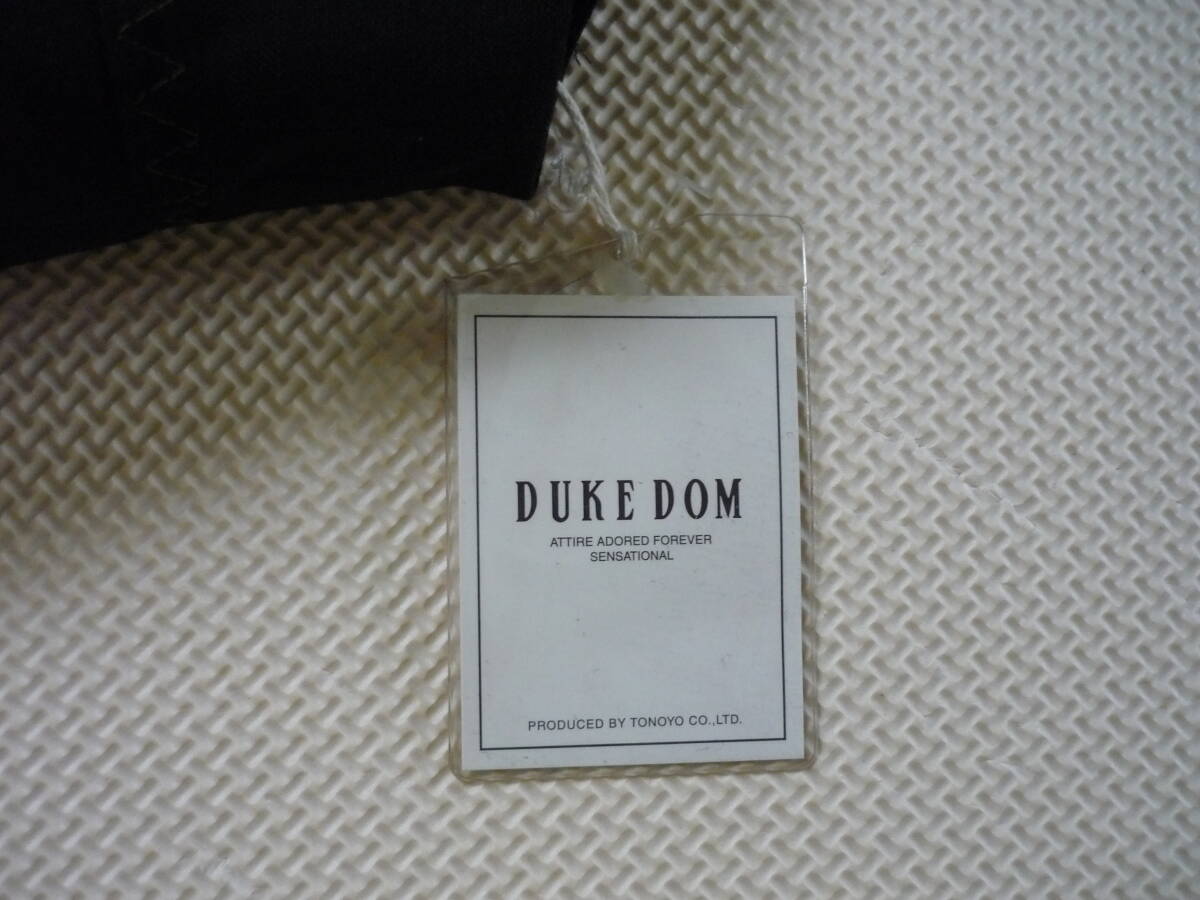 DUKE DOM
ATTIRE ADORED FOREVER
SENSATIONAL
PRODUCED BY TONOYO CO.,LTD.